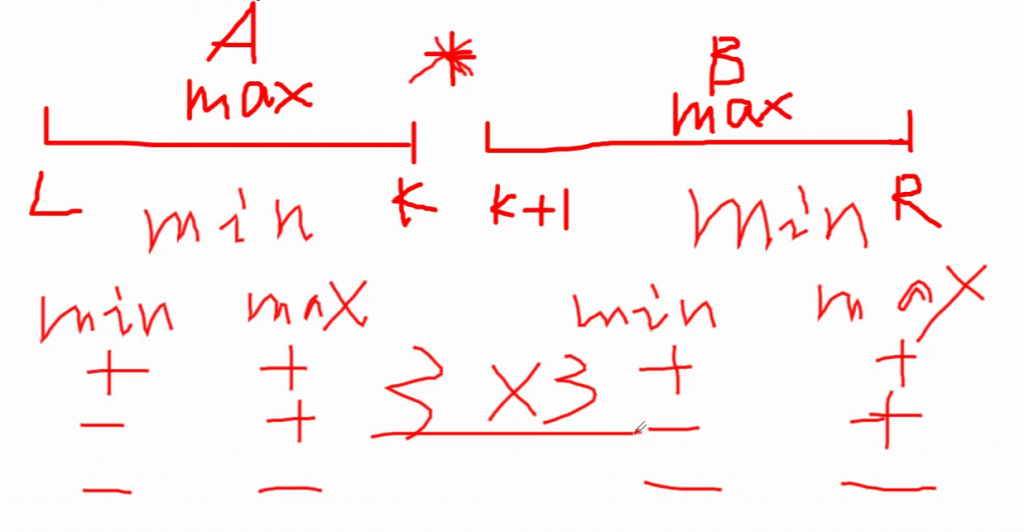 A * B
max max
L K K+1 R
min min
min max min max
+ + 3 × 3 + +
- + - +
- - - -